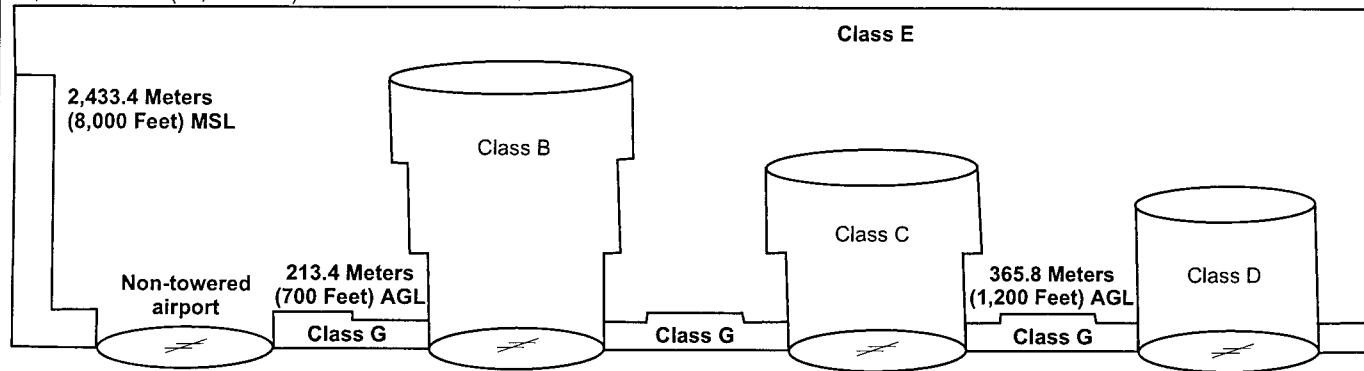 Class E
2,433.4 Meters
(8,000 Feet) MSL
Class B
Class C
Class D
Non-towered
airport
213.4 Meters
(700 Feet) AGL
365.8 Meters
(1,200 Feet) AGL
Class G
Class G
Class G